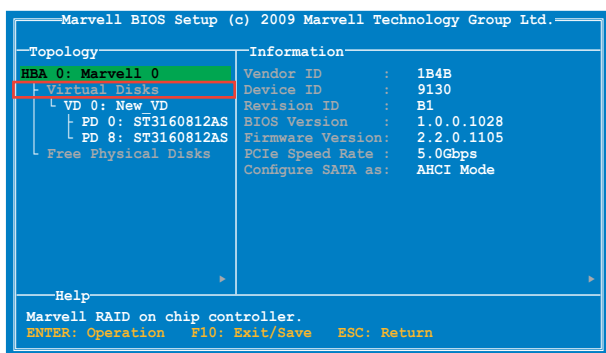 Marvell BIOS Setup (c) 2009 Marvell Technology Group Ltd.
Topology
HBA 0: Marvell 0
Virtual Disks
VD 0: New_VD
PD 0: ST3160812AS
PD 8: ST3160812AS
Free Physical Disks
Information
Vendor ID : 1B4B
Device ID : 9130
Revision ID : B1
BIOS Version : 1.0.0.1028
Firmware Version: 2.2.0.1105
PCIe Speed Rate : 5.0Gbps
Configure SATA as: AHCI Mode
Help
Marvell RAID on chip controller.
ENTER: Operation F10: Exit/Save ESC: Return